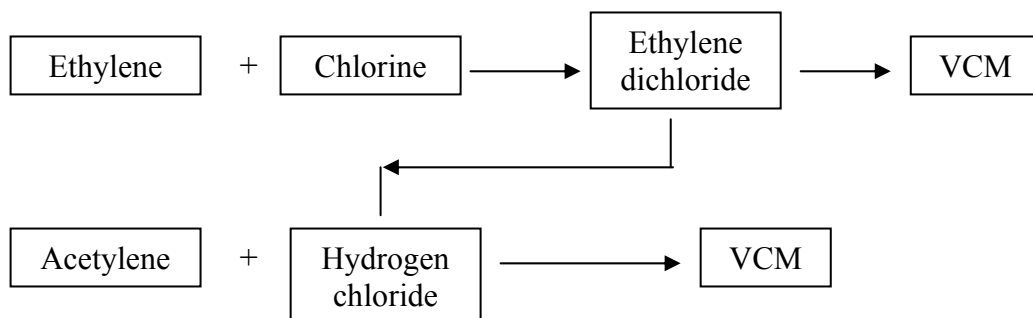 Ethylene + Chlorine Ethylene dichloride VCM
Acetylene + Hydrogen chloride VCM